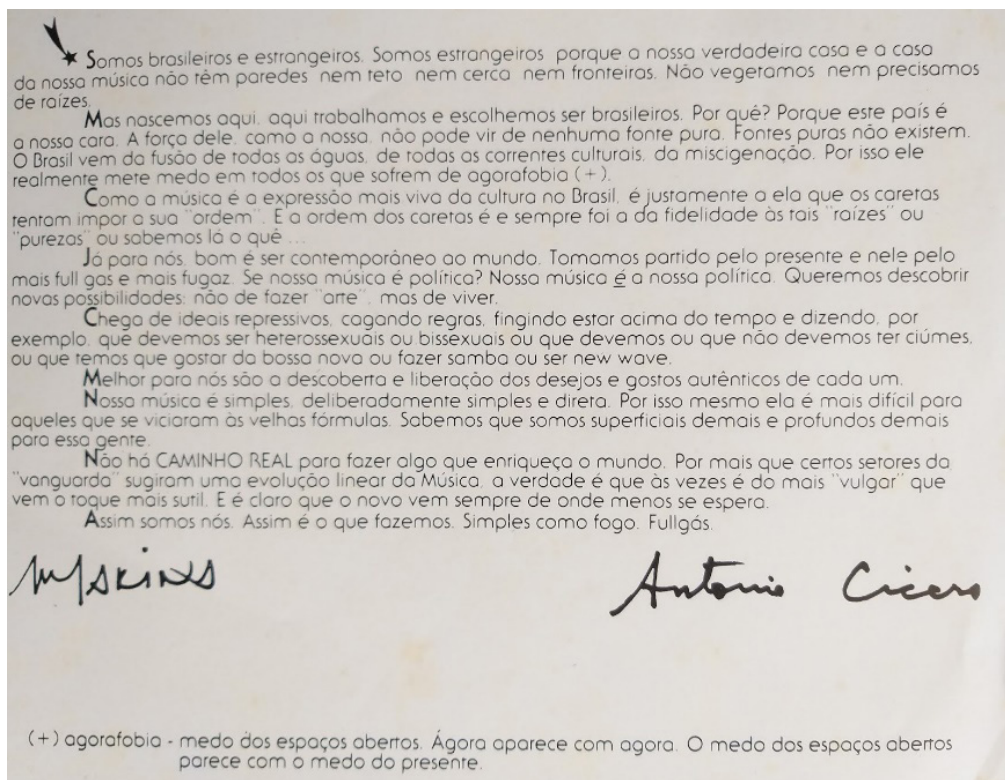 Somos brasileiros e estrangeiros. Somos estrangeiros porque a nossa verdadeira casa e a casa
da nossa música não têm paredes nem teto nem cerca nem fronteiras. Não vegetamos nem precisamos
de raízes.
Mas nascemos aqui, aqui trabalhamos e escolhemos ser brasileiros. Por quê? Porque este país é
a nossa cara. A força dele, como a nossa, não pode vir de nenhuma fonte pura. Fontes puras não existem.
O Brasil vem da fusão de todas as águas, de todas as correntes culturais, da miscigenação. Por isso ele
realmente mete medo em todos os que sofrem de agorafobia (+).
Como a música é a expressão mais viva da cultura no Brasil, é justamente a ela que os caretas
tentam impor a sua "ordem". E a ordem dos caretas é e sempre foi a da fidelidade às tais "raízes" ou
"purezas" ou sabemos lá o quê ...
Já para nós, bom é ser contemporâneo ao mundo. Tomamos partido pelo presente e nele pelo
mais full gas e mais fugaz. Se nossa música é política? Nossa música é a nossa política. Queremos descobrir
novas possibilidades: não de fazer "arte", mas de viver.
Chega de ideais repressivos, cagando regras, fingindo estar acima do tempo e dizendo, por
exemplo, que devemos ser heterossexuais ou bissexuais ou que devemos ou que não devemos ter ciúmes,
ou que temos que gostar da bossa nova ou fazer samba ou ser new wave.
Melhor para nós são a descoberta e liberação dos desejos e gostos autênticos de cada um.
Nossa música é simples, deliberadamente simples e direta. Por isso mesmo ela é mais difícil para
aqueles que se viciaram às velhas fórmulas. Sabemos que somos superficiais demais e profundos demais
para essa gente.
Não há CAMINHO REAL para fazer algo que enriqueça o mundo. Por mais que certos setores da
"vanguarda" sugiram uma evolução linear da Música, a verdade é que às vezes é do mais "vulgar" que
vem o toque mais sutil. E é claro que o novo vem sempre de onde menos se espera.
Assim somos nós. Assim é o que fazemos. Simples como fogo. Fullgás.
Antonio Cicero
(+) agorafobia - medo dos espaços abertos. Ágora aparece com agora. O medo dos espaços abertos
parece com o medo do presente.